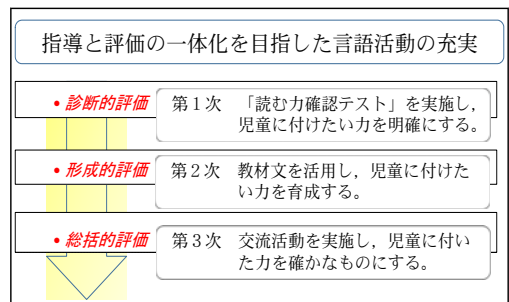 指導と評価の一体化を目指した言語活動の充実
• 診断的評価
第１次　「読む力確認テスト」を実施し，
児童に付けたい力を明確にする。
• 形成的評価
第２次　教材文を活用し，児童に付けた
い力を育成する。
• 総括的評価
第３次　交流活動を実施し，児童に付い
た力を確かなものにする。